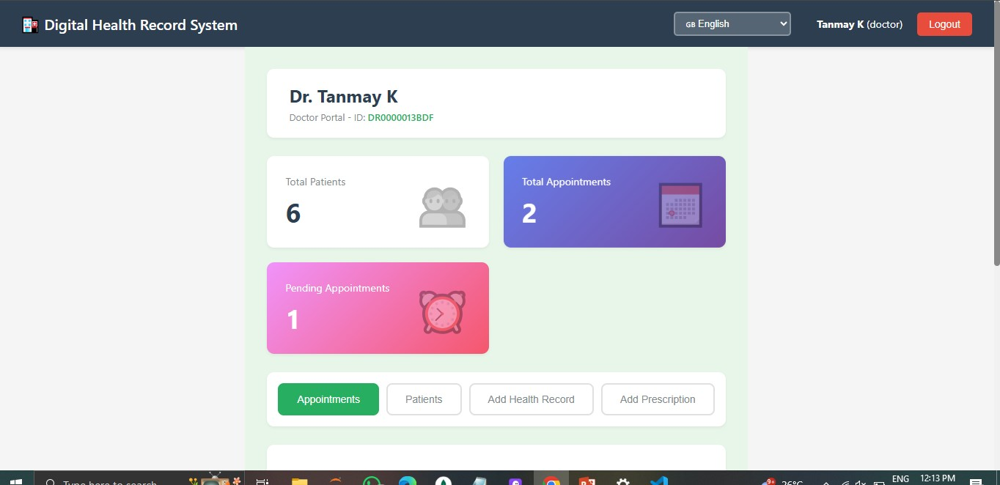 Digital Health Record System
GB English
Tanmay K (doctor)
Logout
Dr. Tanmay K
Doctor Portal - ID: DR0000013BDF
Total Patients
6
Total Appointments
2
Pending Appointments
1
Appointments
Patients
Add Health Record
Add Prescription
Type here to search
9+
26°C
ENG
12:13 PM